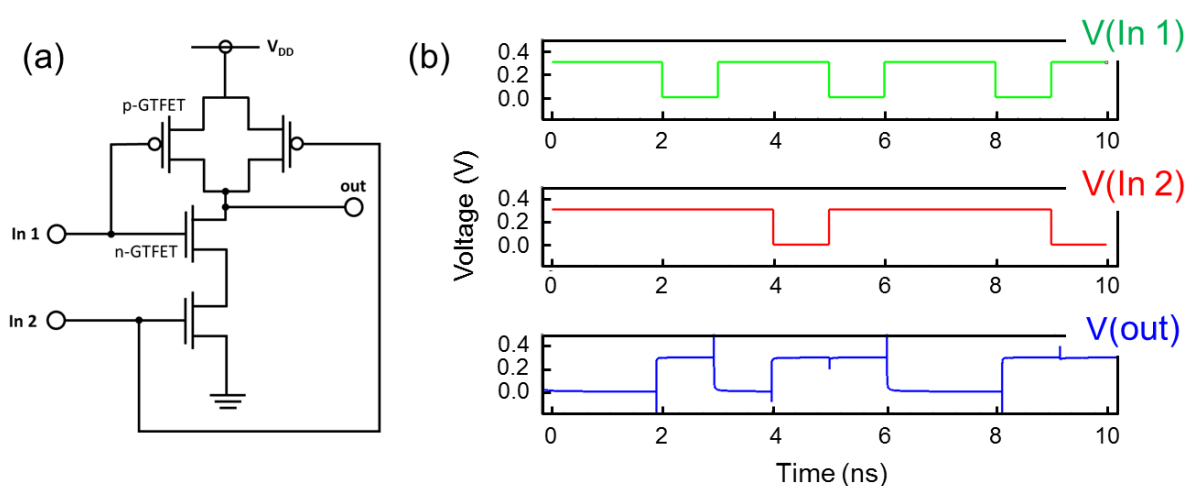 (a)
V_DD
p-GTFET
out
In 1
n-GTFET
In 2
(b)
V(In 1)
0.4
0.2
0.0
0 2 4 6 8 10
V(In 2)
0.4
0.2
0.0
0 2 4 6 8 10
V(out)
0.4
0.2
0.0
0 2 4 6 8 10
Voltage (V)
Time (ns)